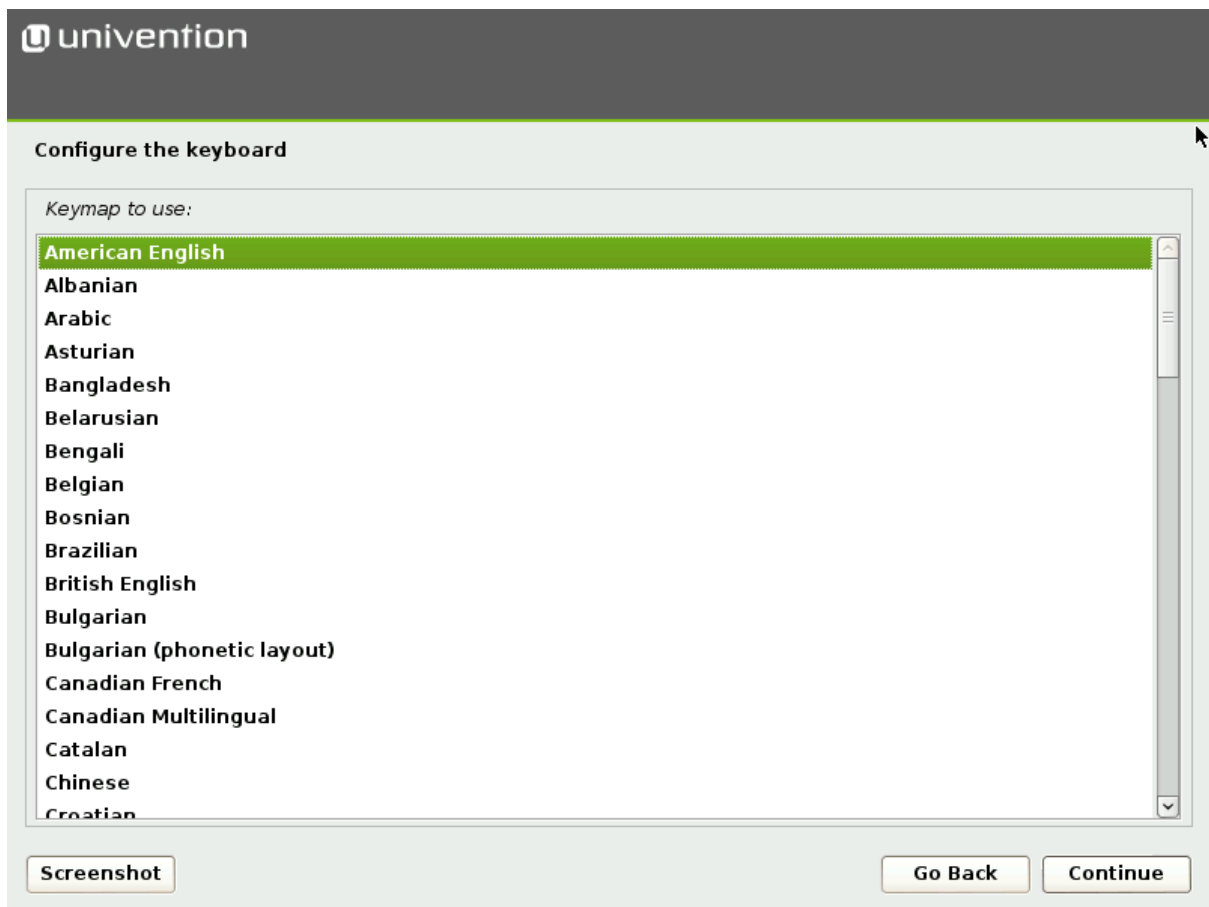 univention
Configure the keyboard
Keymap to use:
American English
Albanian
Arabic
Asturian
Bangladesh
Belarusian
Bengali
Belgian
Bosnian
Brazilian
British English
Bulgarian
Bulgarian (phonetic layout)
Canadian French
Canadian Multilingual
Catalan
Chinese
Croatian
Screenshot
Go Back
Continue